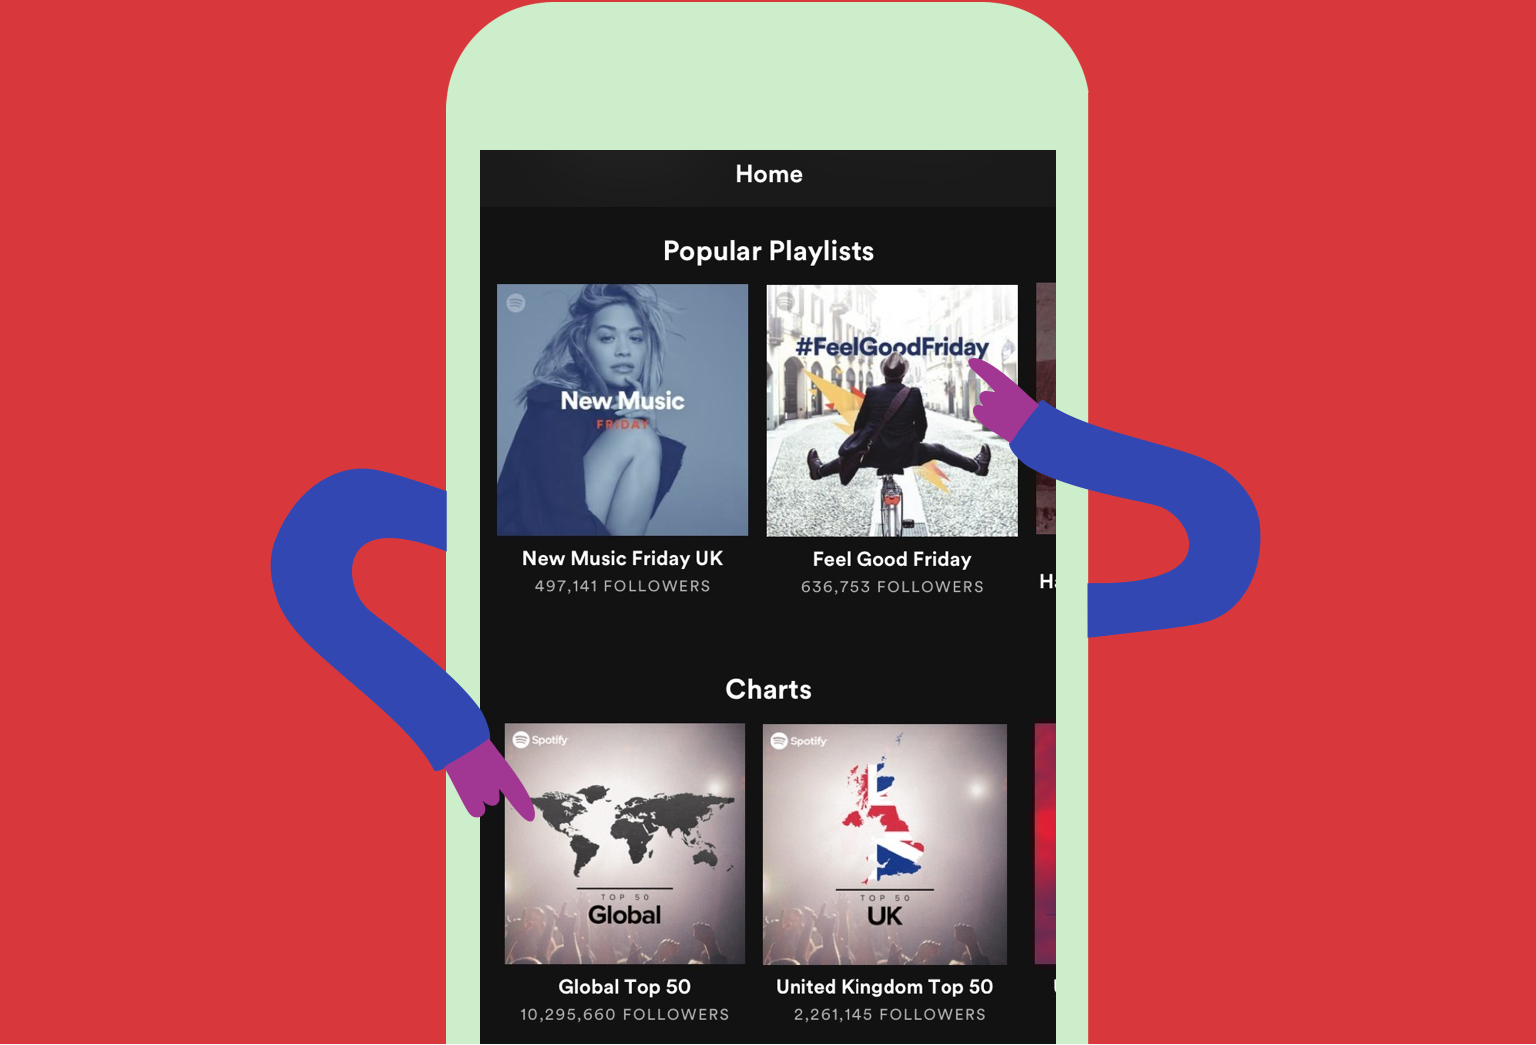 Home
Popular Playlists
New Music
FRIDAY
#FeelGoodFriday
New Music Friday UK
497,141 FOLLOWERS
Feel Good Friday
636,753 FOLLOWERS
Charts
Spotify
TOP 50
Global
Spotify
TOP 50
UK
Global Top 50
10,295,660 FOLLOWERS
United Kingdom Top 50
2,261,145 FOLLOWERS